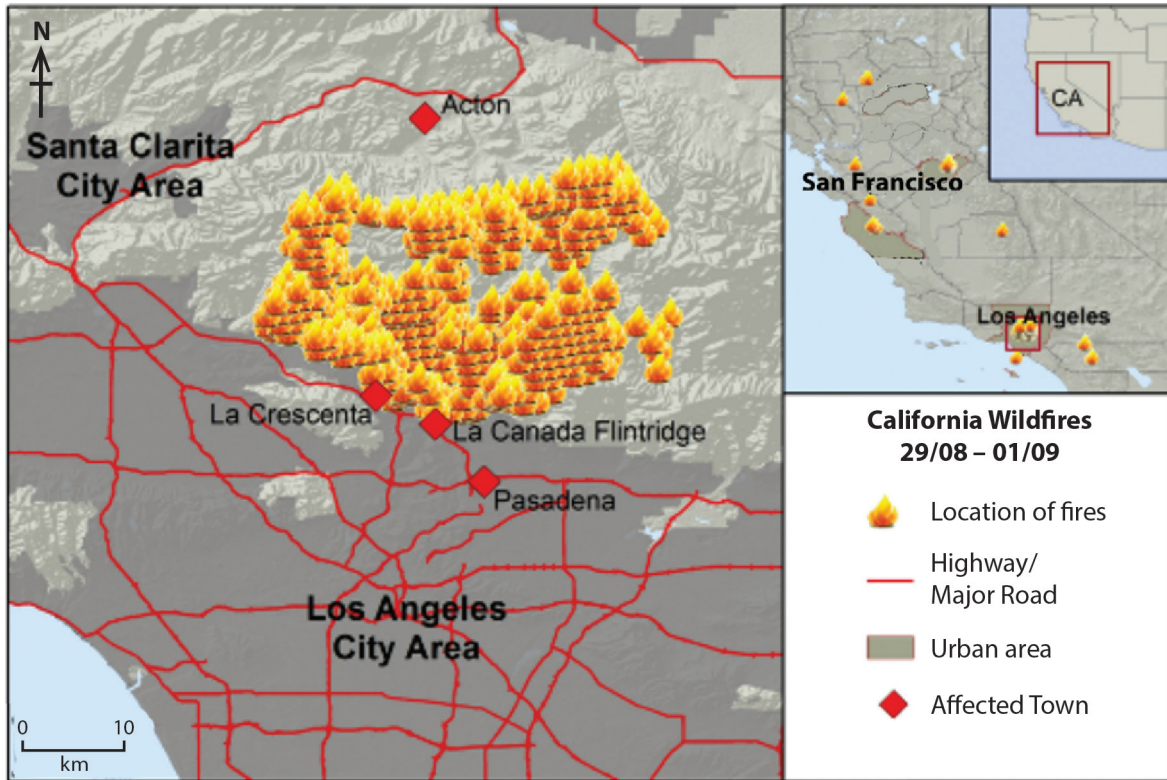 N
Acton
Santa Clarita
City Area
La Crescenta
La Canada Flintridge
Pasadena
Los Angeles
City Area
0 10
km
CA
San Francisco
Los Angeles
California Wildfires
29/08 – 01/09
Location of fires
Highway/
Major Road
Urban area
Affected Town